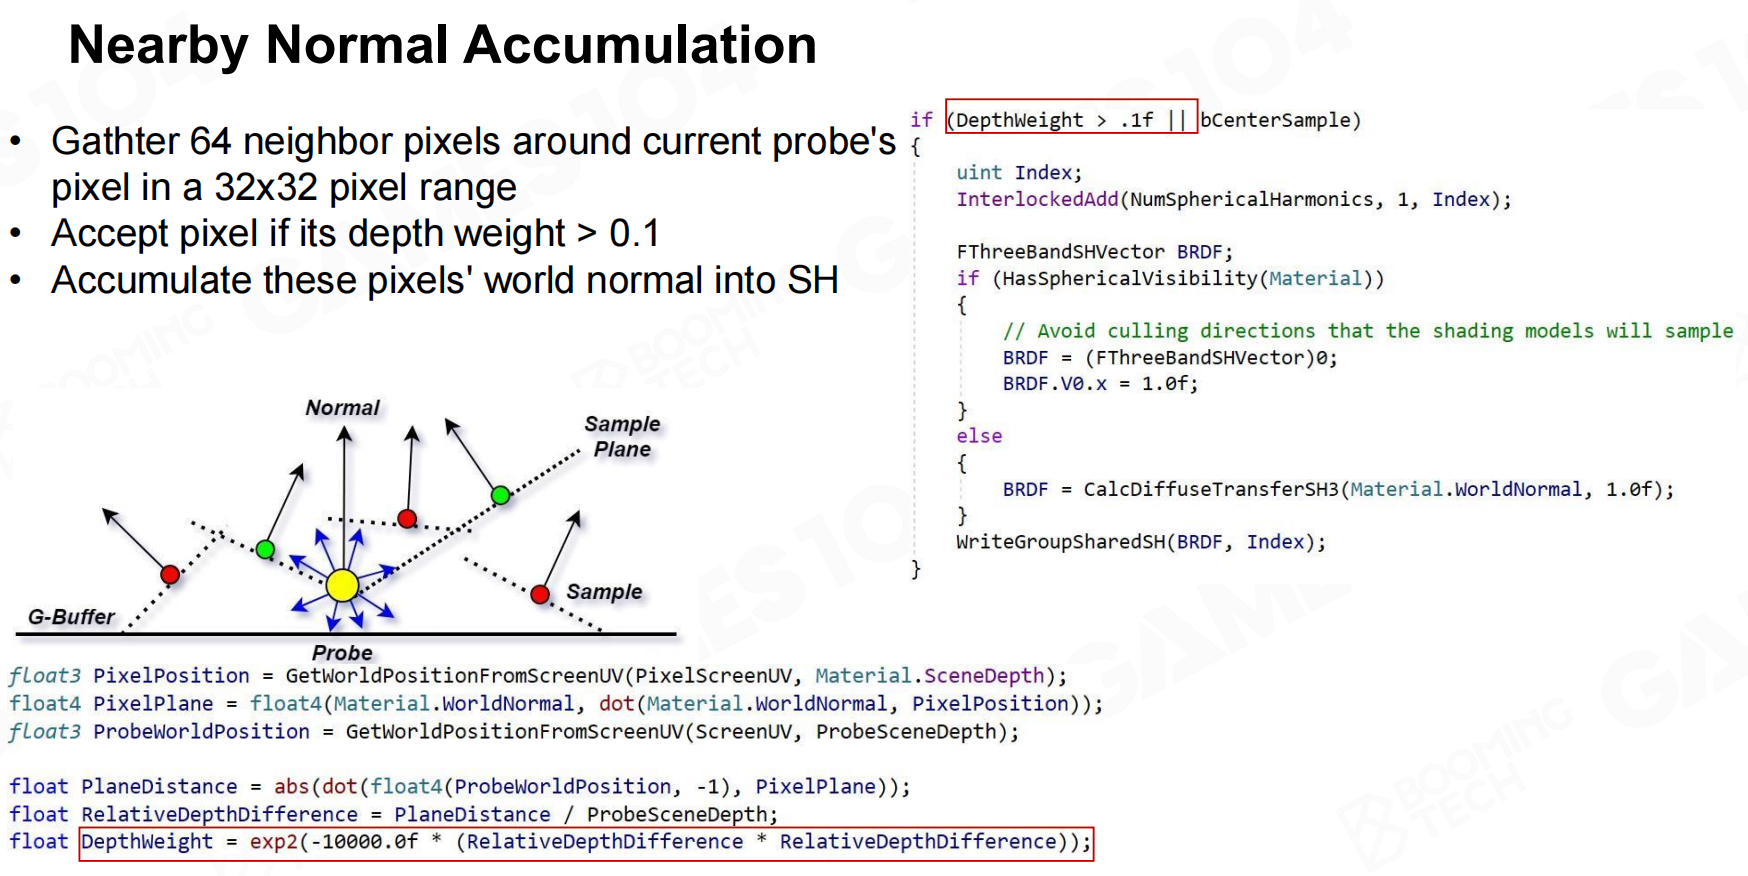 Nearby Normal Accumulation
• Gathter 64 neighbor pixels around current probe's
pixel in a 32x32 pixel range
• Accept pixel if its depth weight > 0.1
• Accumulate these pixels' world normal into SH
if (DepthWeight > .1f || bCenterSample)
{
uint Index;
InterlockedAdd(NumSphericalHarmonics, 1, Index);
FThreeBandSHVector BRDF;
if (HasSphericalVisibility(Material))
{
// Avoid culling directions that the shading models will sample
BRDF = (FThreeBandSHVector)0;
BRDF.V0.x = 1.0f;
}
else
{
BRDF = CalcDiffuseTransferSH3(Material.WorldNormal, 1.0f);
}
WriteGroupSharedSH(BRDF, Index);
}
Normal
Sample
Plane
Sample
G-Buffer
Probe
float3 PixelPosition = GetWorldPositionFromScreenUV(PixelScreenUV, Material.SceneDepth);
float4 PixelPlane = float4(Material.WorldNormal, dot(Material.WorldNormal, PixelPosition));
float3 ProbeWorldPosition = GetWorldPositionFromScreenUV(ScreenUV, ProbeSceneDepth);
float PlaneDistance = abs(dot(float4(ProbeWorldPosition, -1), PixelPlane));
float RelativeDepthDifference = PlaneDistance / ProbeSceneDepth;
float DepthWeight = exp2(-10000.0f * (RelativeDepthDifference * RelativeDepthDifference));
GAMES104
BOOMING
TECH